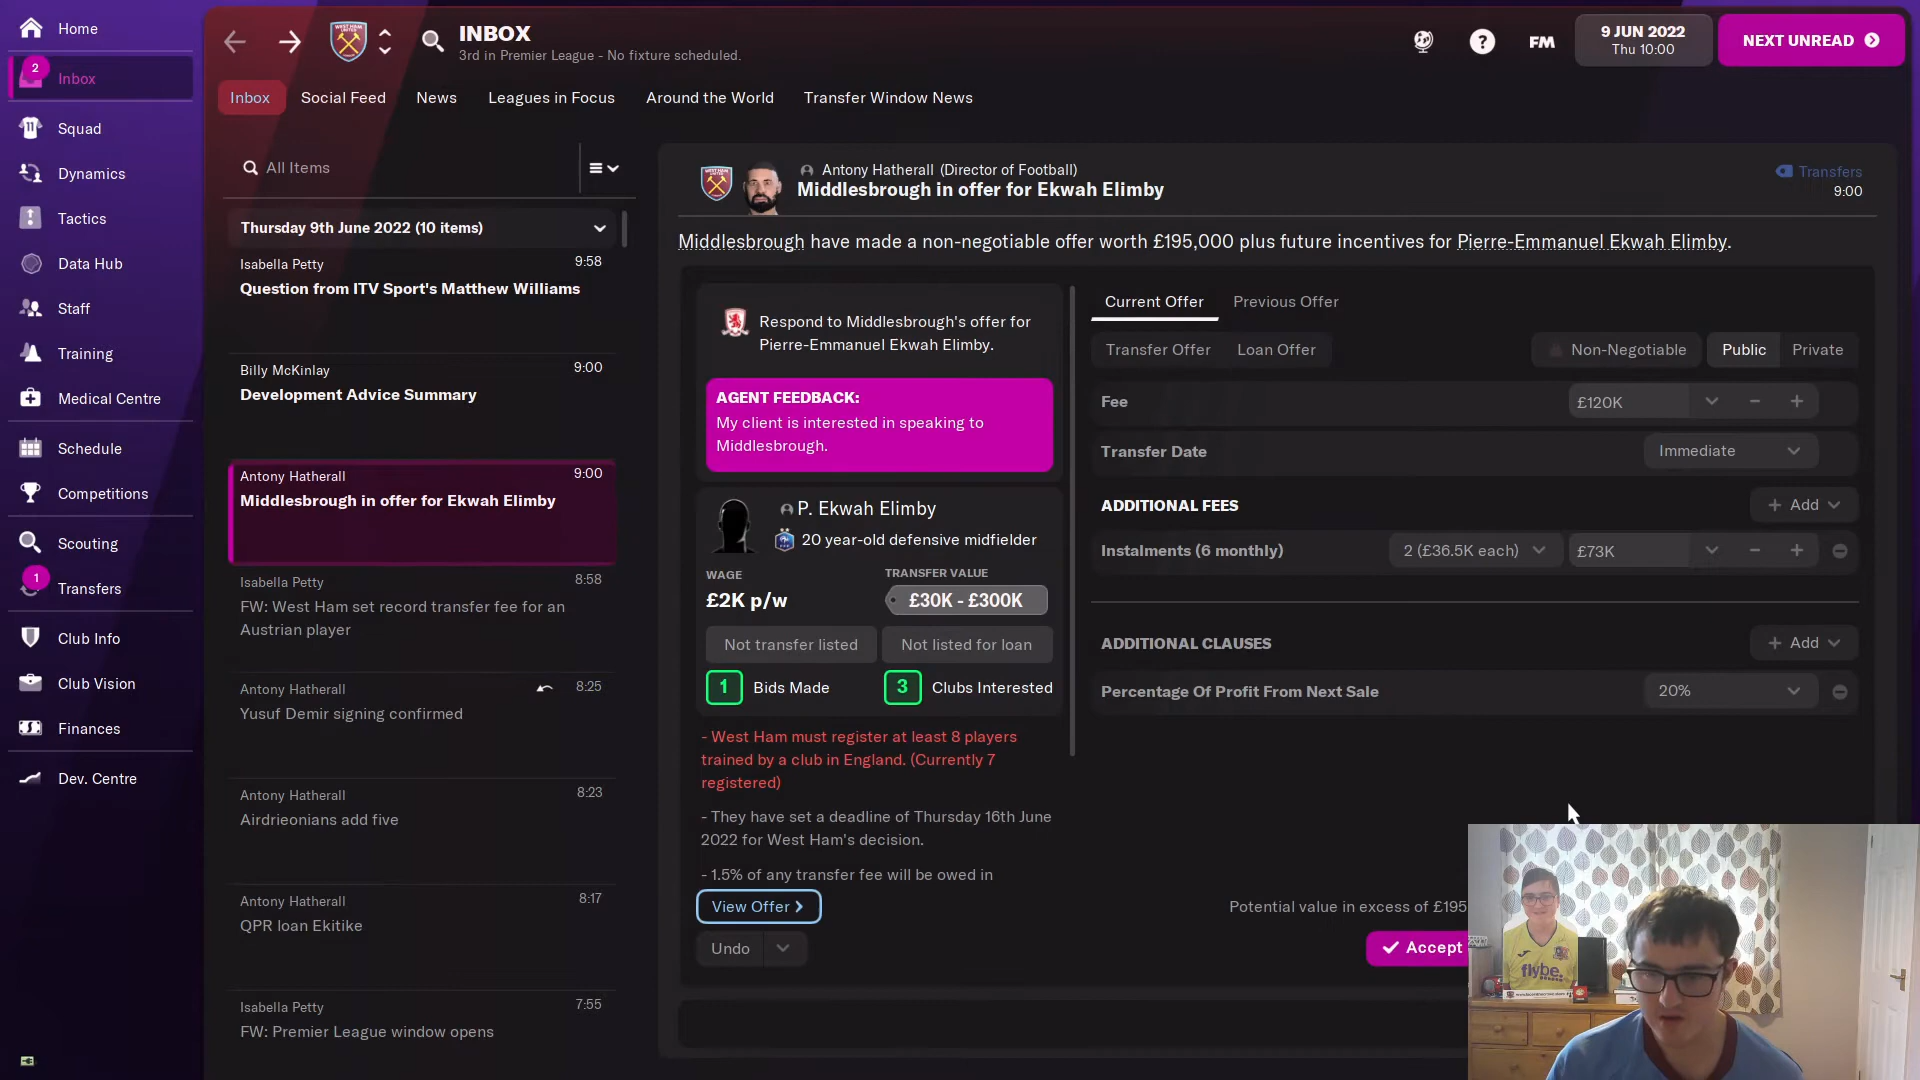 Home
2
Inbox
Squad
Dynamics
Tactics
Data Hub
Staff
Training
Medical Centre
Schedule
Competitions
Scouting
1
Transfers
Club Info
Club Vision
Finances
Dev. Centre
INBOX
3rd in Premier League - No fixture scheduled.
?
FM
9 JUN 2022
Thu 10:00
NEXT UNREAD
Inbox
Social Feed
News
Leagues in Focus
Around the World
Transfer Window News
All Items
Thursday 9th June 2022 (10 items)
Isabella Petty 9:58
Question from ITV Sport's Matthew Williams
Billy McKinlay 9:00
Development Advice Summary
Antony Hatherall 9:00
Middlesbrough in offer for Ekwah Elimby
Isabella Petty 8:58
FW: West Ham set record transfer fee for an
Austrian player
Antony Hatherall 8:25
Yusuf Demir signing confirmed
Antony Hatherall 8:23
Airdrieonians add five
Antony Hatherall 8:17
QPR loan Ekitike
Isabella Petty 7:55
FW: Premier League window opens
Antony Hatherall (Director of Football)
Middlesbrough in offer for Ekwah Elimby
Transfers
9:00
Middlesbrough have made a non-negotiable offer worth £195,000 plus future incentives for Pierre-Emmanuel Ekwah Elimby.
Respond to Middlesbrough's offer for
Pierre-Emmanuel Ekwah Elimby.
AGENT FEEDBACK:
My client is interested in speaking to
Middlesbrough.
P. Ekwah Elimby
20 year-old defensive midfielder
WAGE
£2K p/w
TRANSFER VALUE
£30K - £300K
Not transfer listed
Not listed for loan
1 Bids Made
3 Clubs Interested
- West Ham must register at least 8 players
trained by a club in England. (Currently 7
registered)
- They have set a deadline of Thursday 16th June
2022 for West Ham's decision.
- 1.5% of any transfer fee will be owed in
View Offer
Undo
Current Offer
Previous Offer
Transfer Offer
Loan Offer
Non-Negotiable
Public
Private
Fee £120K
Transfer Date Immediate
ADDITIONAL FEES + Add
Instalments (6 monthly) 2 (£36.5K each) £73K
ADDITIONAL CLAUSES + Add
Percentage Of Profit From Next Sale 20%
Potential value in excess of £195
Accept
flybe.